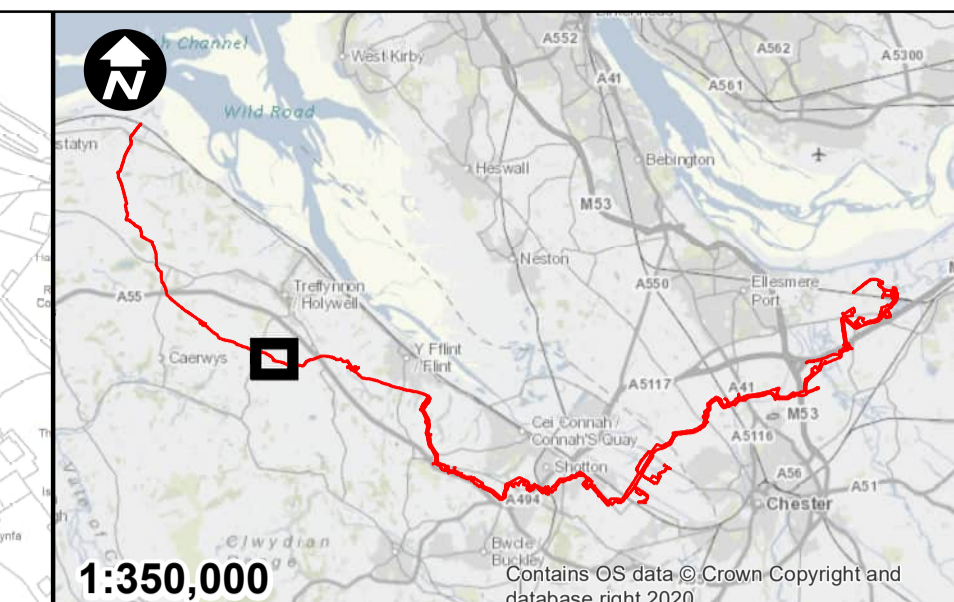 N
Wild Road
West Kirby
A552
A41
A562
A5300
A561
statyn
Heswall
Bebington
M53
Neston
A550
Ellesmere
Port
A55
Treffynnon
/ Holywell
Caerwys
Y Fflint
/ Flint
A5117
A41
M53
Cei Connah /
Connah'S Quay
A5116
Shotton
A56
A51
A494
Chester
Clwydian
Bwcle /
Buckley
1:350,000
Contains OS data © Crown Copyright and
database right 2020